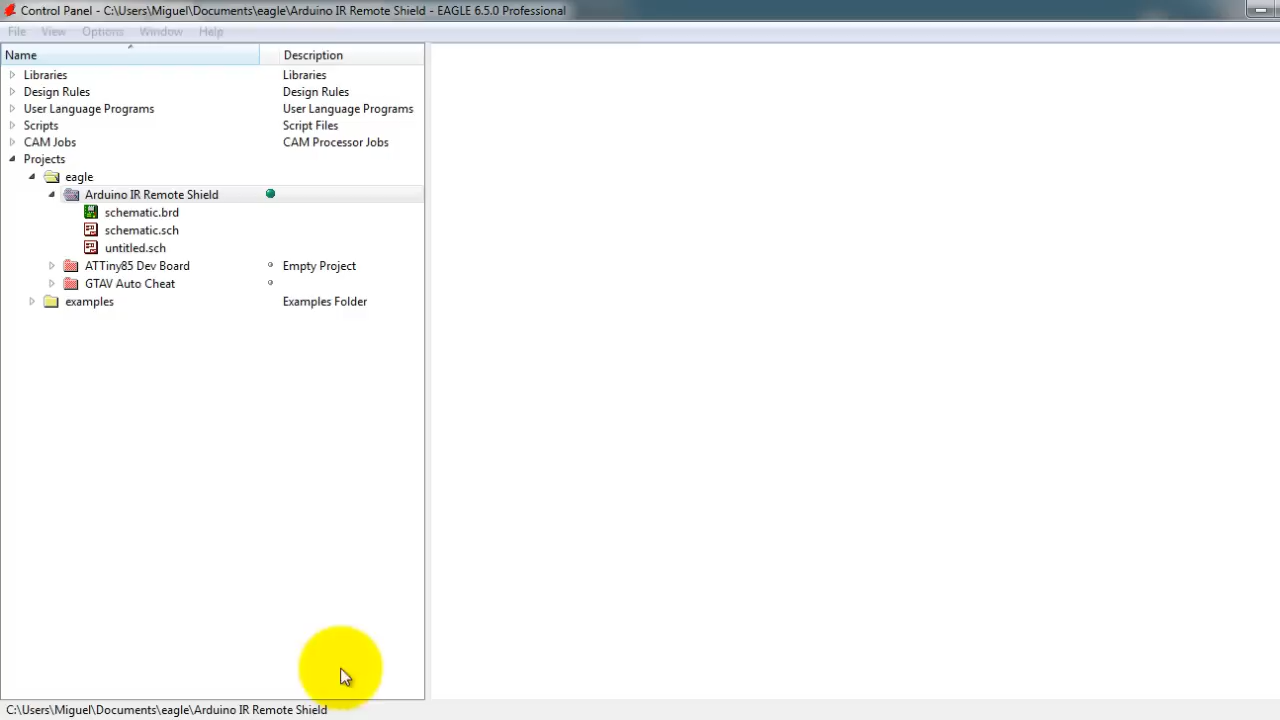 Control Panel - C:\Users\Miguel\Documents\eagle\Arduino IR Remote Shield - EAGLE 6.5.0 Professional
File View Options Window Help
Name Description
Libraries Libraries
Design Rules Design Rules
User Language Programs User Language Programs
Scripts Script Files
CAM Jobs CAM Processor Jobs
Projects
eagle
Arduino IR Remote Shield
schematic.brd
schematic.sch
untitled.sch
ATTiny85 Dev Board Empty Project
GTAV Auto Cheat
examples Examples Folder
C:\Users\Miguel\Documents\eagle\Arduino IR Remote Shield